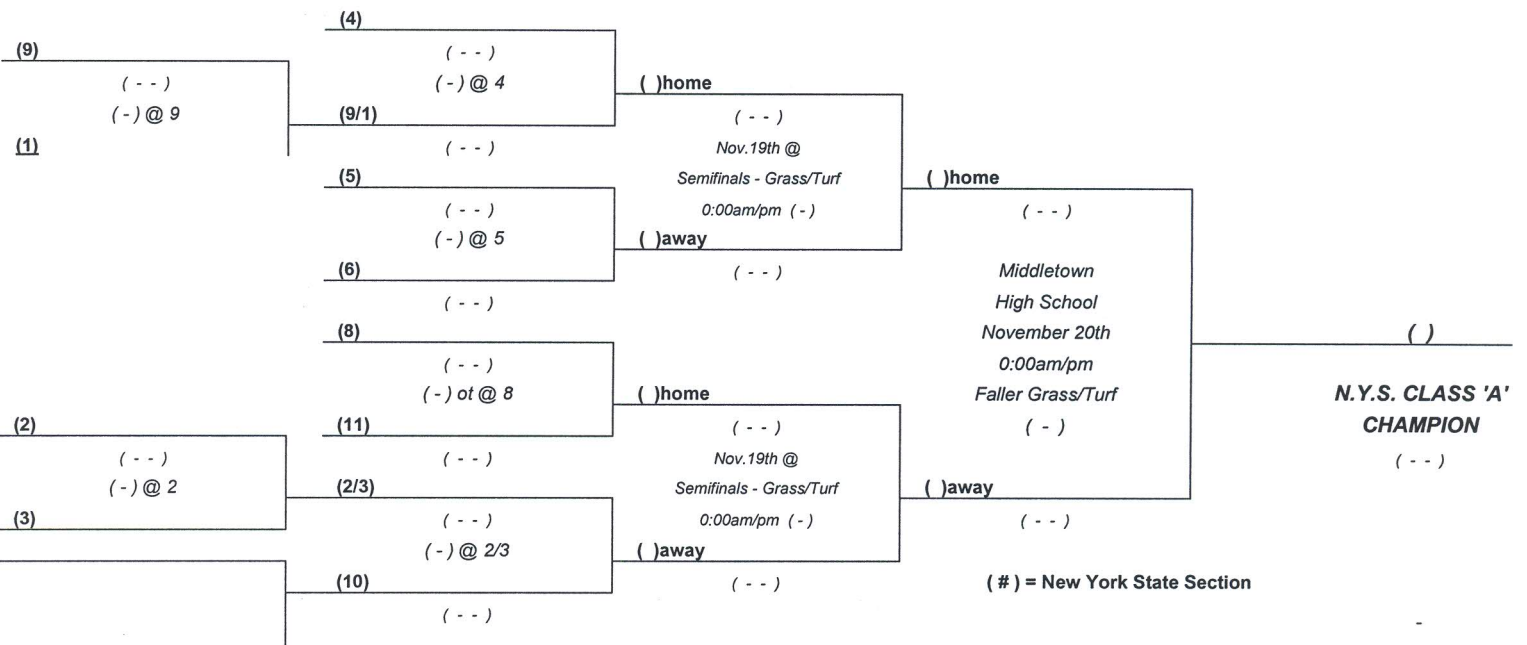 (9)
( - - )
( - ) @ 9
(1)
(2)
( - - )
( - ) @ 2
(3)
(4)
( - - )
( - ) @ 4
(9/1)
( - - )
(5)
( - - )
( - ) @ 5
(6)
( - - )
(8)
( - - )
( - ) ot @ 8
(11)
( - - )
(2/3)
( - - )
( - ) @ 2/3
(10)
( - - )
( )home
( - - )
Nov.19th @
Semifinals - Grass/Turf
0:00am/pm ( - )
( )away
( - - )
( )home
( - - )
Nov.19th @
Semifinals - Grass/Turf
0:00am/pm ( - )
( )away
( - - )
( )home
( - - )
Middletown
High School
November 20th
0:00am/pm
Faller Grass/Turf
( - )
( )away
( - - )
( # ) = New York State Section
( )
N.Y.S. CLASS 'A'
CHAMPION
( - - )
-